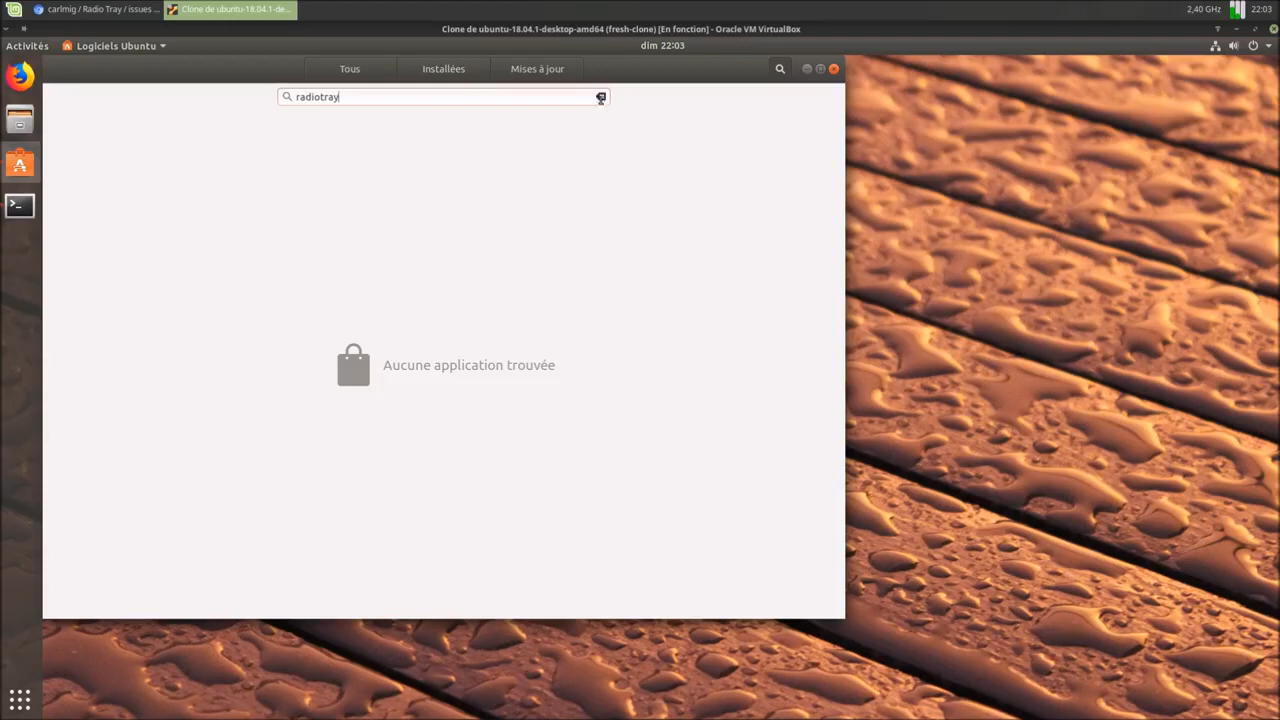 carlmig / Radio Tray / issues ...
Clone de ubuntu-18.04.1-de...
2,40 GHz
22:03
Clone de ubuntu-18.04.1-desktop-amd64 (fresh-clone) [En fonction] - Oracle VM VirtualBox
Activités
Logiciels Ubuntu
dim 22:03
Tous
Installées
Mises à jour
radiotray
Aucune application trouvée